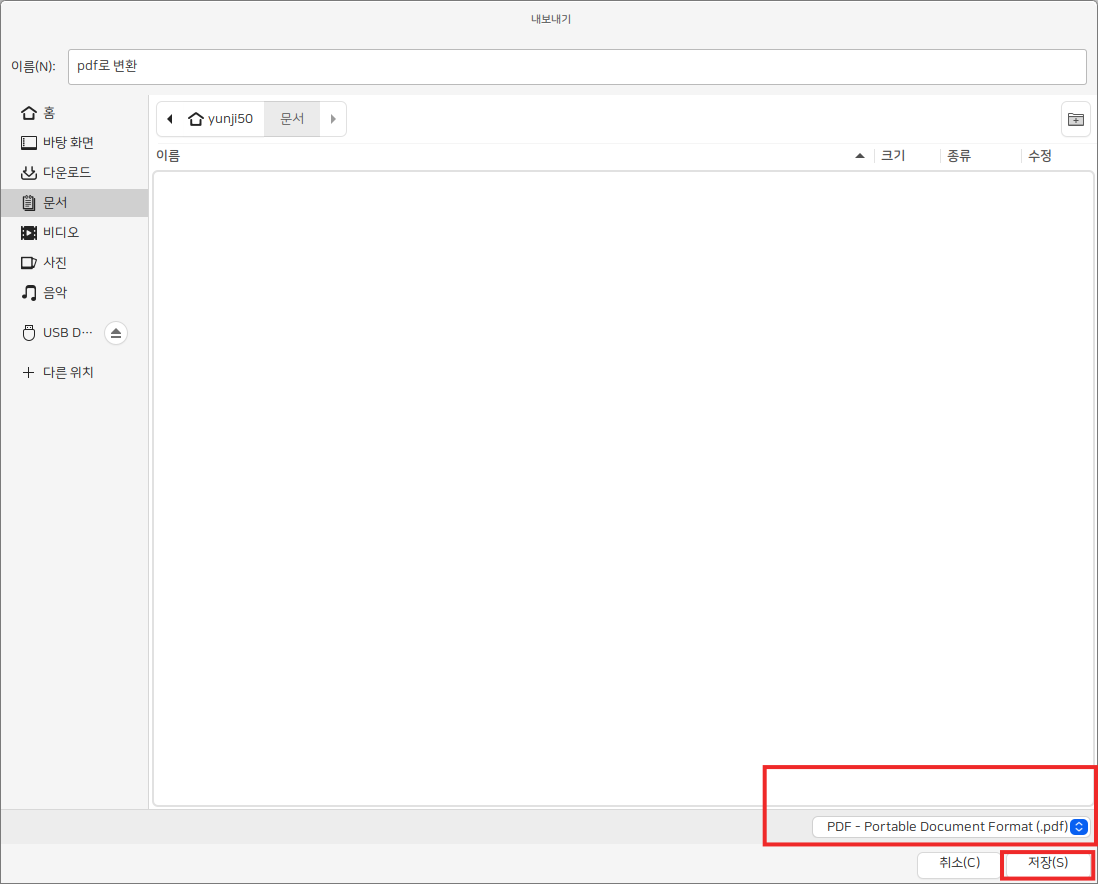 내보내기
이름(N): pdf로 변환
홈
바탕 화면
다운로드
문서
비디오
사진
음악
USB D···
다른 위치
yunji50 문서
이름 크기 종류 수정
PDF - Portable Document Format (.pdf)
취소(C) 저장(S)